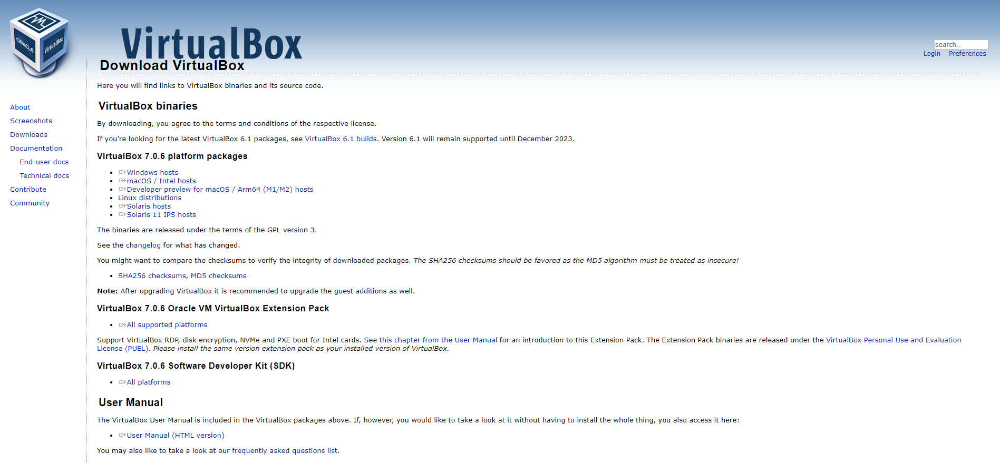 ORACLE
VirtualBox
VirtualBox
search...
Login Preferences
Download VirtualBox
Here you will find links to VirtualBox binaries and its source code.
About
Screenshots
Downloads
Documentation
End-user docs
Technical docs
Contribute
Community
VirtualBox binaries
By downloading, you agree to the terms and conditions of the respective license.
If you're looking for the latest VirtualBox 6.1 packages, see VirtualBox 6.1 builds. Version 6.1 will remain supported until December 2023.
VirtualBox 7.0.6 platform packages
Windows hosts
macOS / Intel hosts
Developer preview for macOS / Arm64 (M1/M2) hosts
Linux distributions
Solaris hosts
Solaris 11 IPS hosts
The binaries are released under the terms of the GPL version 3.
See the changelog for what has changed.
You might want to compare the checksums to verify the integrity of downloaded packages. The SHA256 checksums should be favored as the MD5 algorithm must be treated as insecure!
SHA256 checksums, MD5 checksums
Note: After upgrading VirtualBox it is recommended to upgrade the guest additions as well.
VirtualBox 7.0.6 Oracle VM VirtualBox Extension Pack
All supported platforms
Support VirtualBox RDP, disk encryption, NVMe and PXE boot for Intel cards. See this chapter from the User Manual for an introduction to this Extension Pack. The Extension Pack binaries are released under the VirtualBox Personal Use and Evaluation
License (PUEL). Please install the same version extension pack as your installed version of VirtualBox.
VirtualBox 7.0.6 Software Developer Kit (SDK)
All platforms
User Manual
The VirtualBox User Manual is included in the VirtualBox packages above. If, however, you would like to take a look at it without having to install the whole thing, you also access it here:
User Manual (HTML version)
You may also like to take a look at our frequently asked questions list.